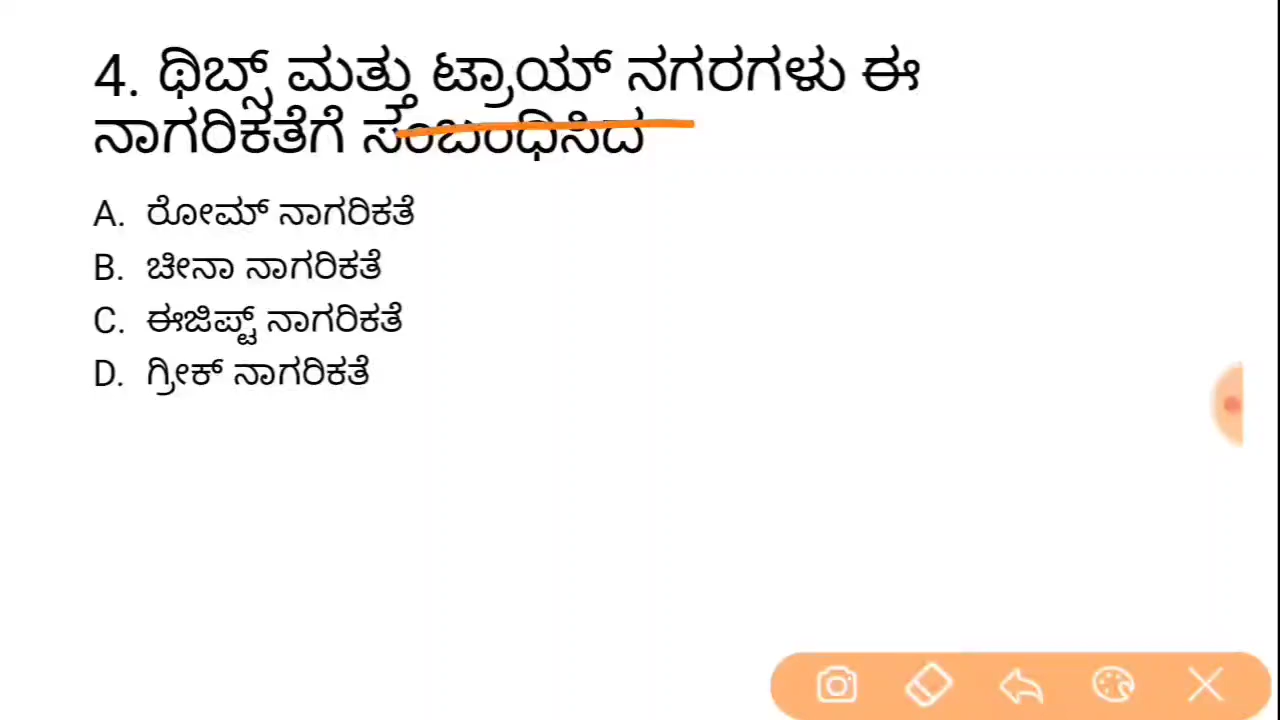 4. ಥಿಬ್ಸ್ ಮತ್ತು ಟ್ರಾಯ್ ನಗರಗಳು ಈ
ನಾಗರಿಕತೆಗೆ ಸಂಬಂಧಿಸಿದ
A. ರೋಮ್ ನಾಗರಿಕತೆ
B. ಚೀನಾ ನಾಗರಿಕತೆ
C. ಈಜಿಪ್ಟ್ ನಾಗರಿಕತೆ
D. ಗ್ರೀಕ್ ನಾಗರಿಕತೆ